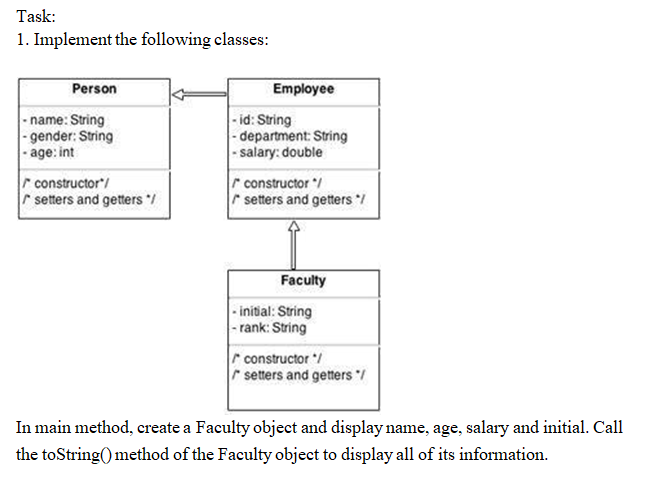 Task:
1. Implement the following classes:
Person
- name: String
- gender: String
- age: int
/* constructor*/
/* setters and getters */
Employee
- id: String
- department: String
- salary: double
/* constructor */
/* setters and getters */
Faculty
- initial: String
- rank: String
/* constructor */
/* setters and getters */
In main method, create a Faculty object and display name, age, salary and initial. Call
the toString() method of the Faculty object to display all of its information.